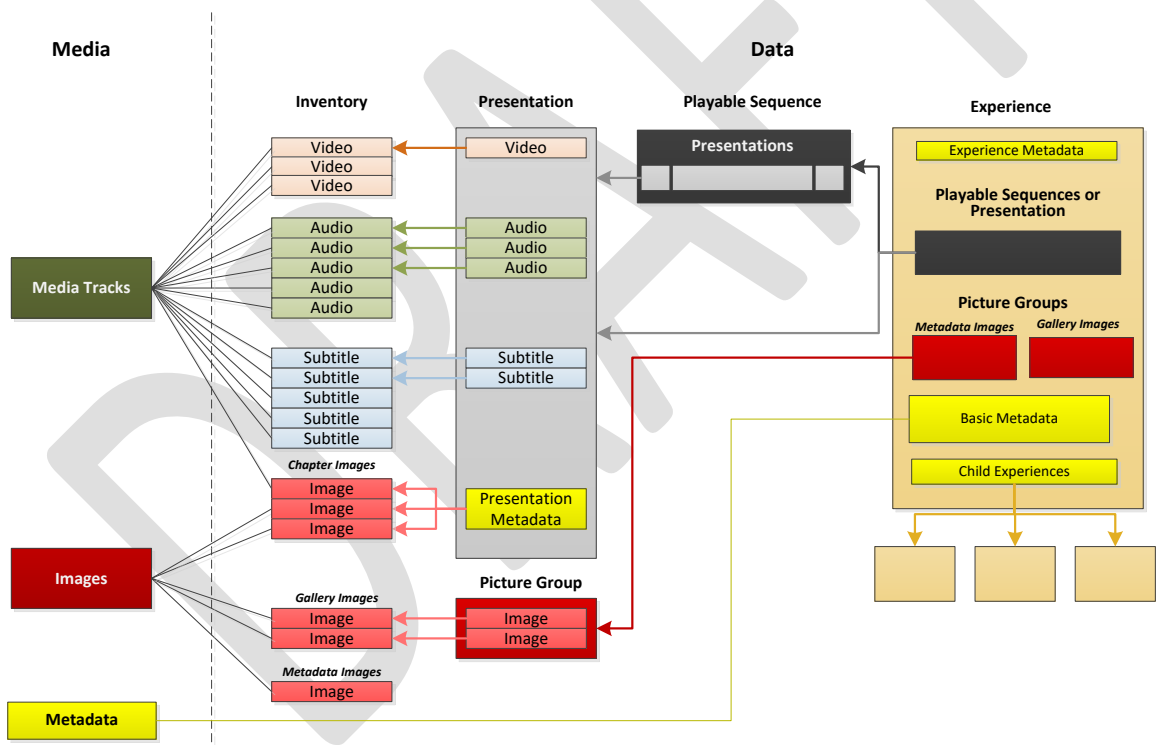 Media
Data
Inventory
Presentation
Playable Sequence
Experience
Video
Video
Video
Audio
Audio
Audio
Audio
Audio
Subtitle
Subtitle
Subtitle
Subtitle
Subtitle
Chapter Images
Image
Image
Image
Gallery Images
Image
Image
Metadata Images
Image
Media Tracks
Images
Metadata
Video
Audio
Audio
Audio
Subtitle
Subtitle
Presentation
Metadata
Picture Group
Image
Image
Presentations
Experience Metadata
Playable Sequences or
Presentation
Picture Groups
Metadata Images
Gallery Images
Basic Metadata
Child Experiences
DRAFT